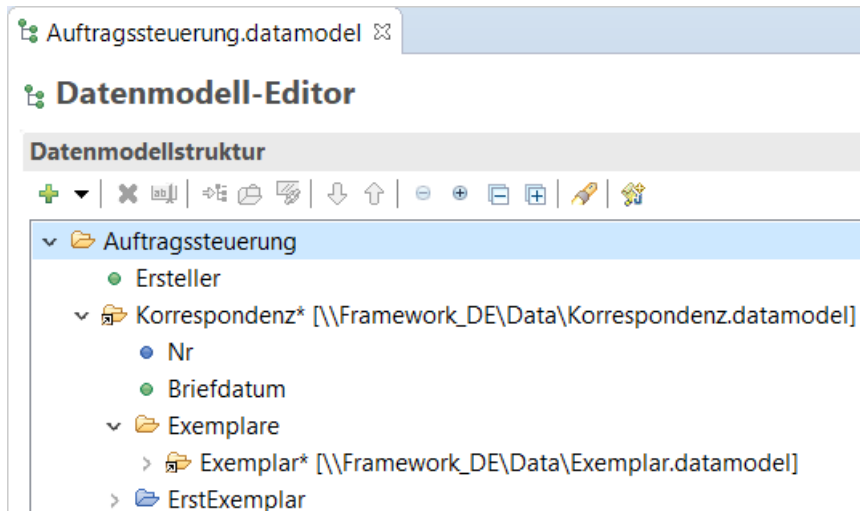 Auftragssteuerung.datamodel
Datenmodell-Editor
Datenmodellstruktur
Auftragssteuerung
Ersteller
Korrespondenz* [\\Framework_DE\Data\Korrespondenz.datamodel]
Nr
Briefdatum
Exemplare
Exemplar* [\\Framework_DE\Data\Exemplar.datamodel]
ErstExemplar